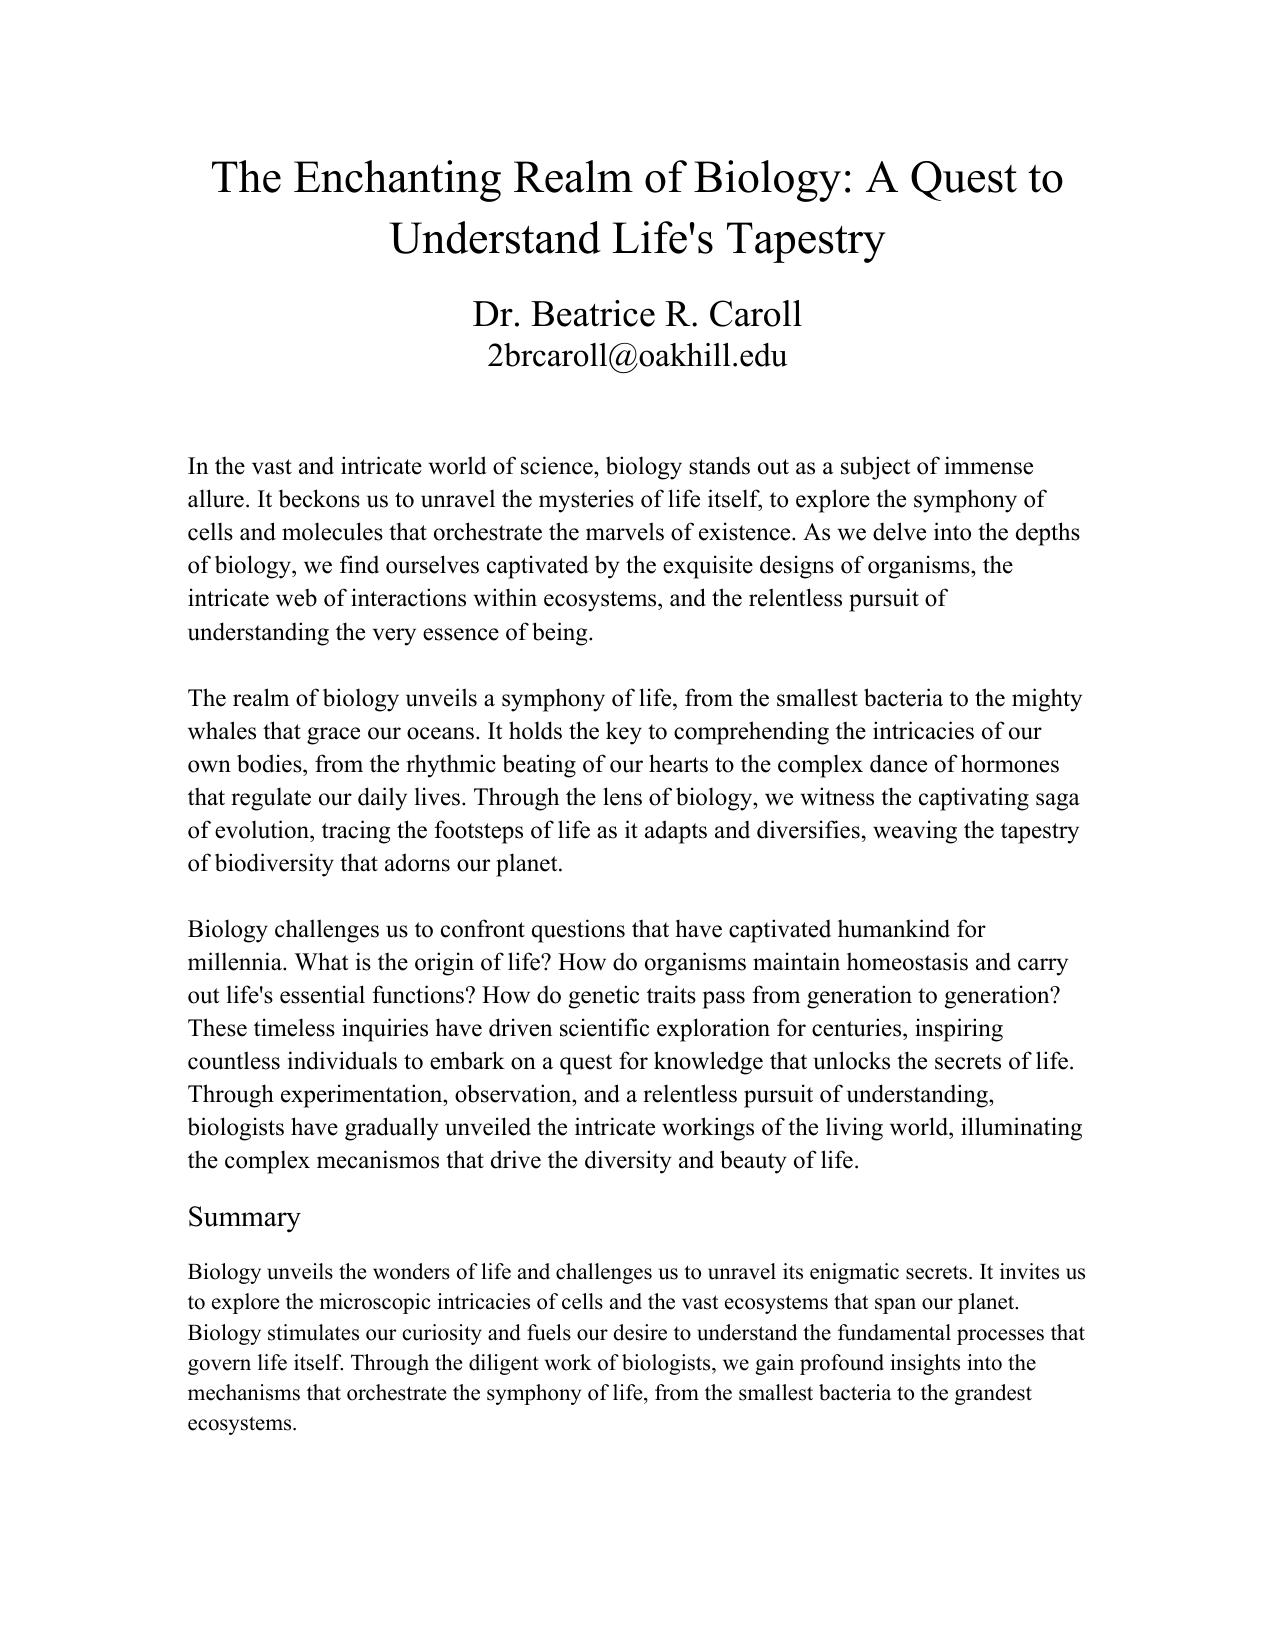 The Enchanting Realm of Biology: A Quest to
Understand Life's Tapestry
Dr. Beatrice R. Caroll
2brcaroll@oakhill.edu
In the vast and intricate world of science, biology stands out as a subject of immense
allure. It beckons us to unravel the mysteries of life itself, to explore the symphony of
cells and molecules that orchestrate the marvels of existence. As we delve into the depths
of biology, we find ourselves captivated by the exquisite designs of organisms, the
intricate web of interactions within ecosystems, and the relentless pursuit of
understanding the very essence of being.
The realm of biology unveils a symphony of life, from the smallest bacteria to the mighty
whales that grace our oceans. It holds the key to comprehending the intricacies of our
own bodies, from the rhythmic beating of our hearts to the complex dance of hormones
that regulate our daily lives. Through the lens of biology, we witness the captivating saga
of evolution, tracing the footsteps of life as it adapts and diversifies, weaving the tapestry
of biodiversity that adorns our planet.
Biology challenges us to confront questions that have captivated humankind for
millennia. What is the origin of life? How do organisms maintain homeostasis and carry
out life's essential functions? How do genetic traits pass from generation to generation?
These timeless inquiries have driven scientific exploration for centuries, inspiring
countless individuals to embark on a quest for knowledge that unlocks the secrets of life.
Through experimentation, observation, and a relentless pursuit of understanding,
biologists have gradually unveiled the intricate workings of the living world, illuminating
the complex mecanismos that drive the diversity and beauty of life.
Summary
Biology unveils the wonders of life and challenges us to unravel its enigmatic secrets. It invites us
to explore the microscopic intricacies of cells and the vast ecosystems that span our planet.
Biology stimulates our curiosity and fuels our desire to understand the fundamental processes that
govern life itself. Through the diligent work of biologists, we gain profound insights into the
mechanisms that orchestrate the symphony of life, from the smallest bacteria to the grandest
ecosystems.